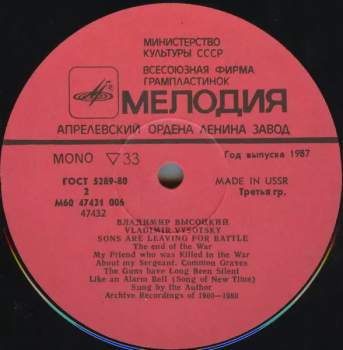 МИНИСТЕРСТВО
КУЛЬТУРЫ СССР
ВСЕСОЮЗНАЯ ФИРМА
ГРАМПЛАСТИНОК
МЕЛОДИЯ
АПРЕЛЕВСКИЙ ОРДЕНА ЛЕНИНА ЗАВОД
MONO ▽33
Год выпуска 1987
ГОСТ 5289-80
2
М60 47431 006
47432
MADE IN USSR
Третья гр.
ВЛАДИМИР ВЫСОЦКИЙ
VLADIMIR VYSOTSKY
SONS ARE LEAVING FOR BATTLE
The end of the War
My Friend who was Killed in the War
About my Sergeant. Common Graves
The Guns have Long Been Silent
Like an Alarm Bell (Song of New Time)
Sung by the Author
Archive Recordings of 1960—1980